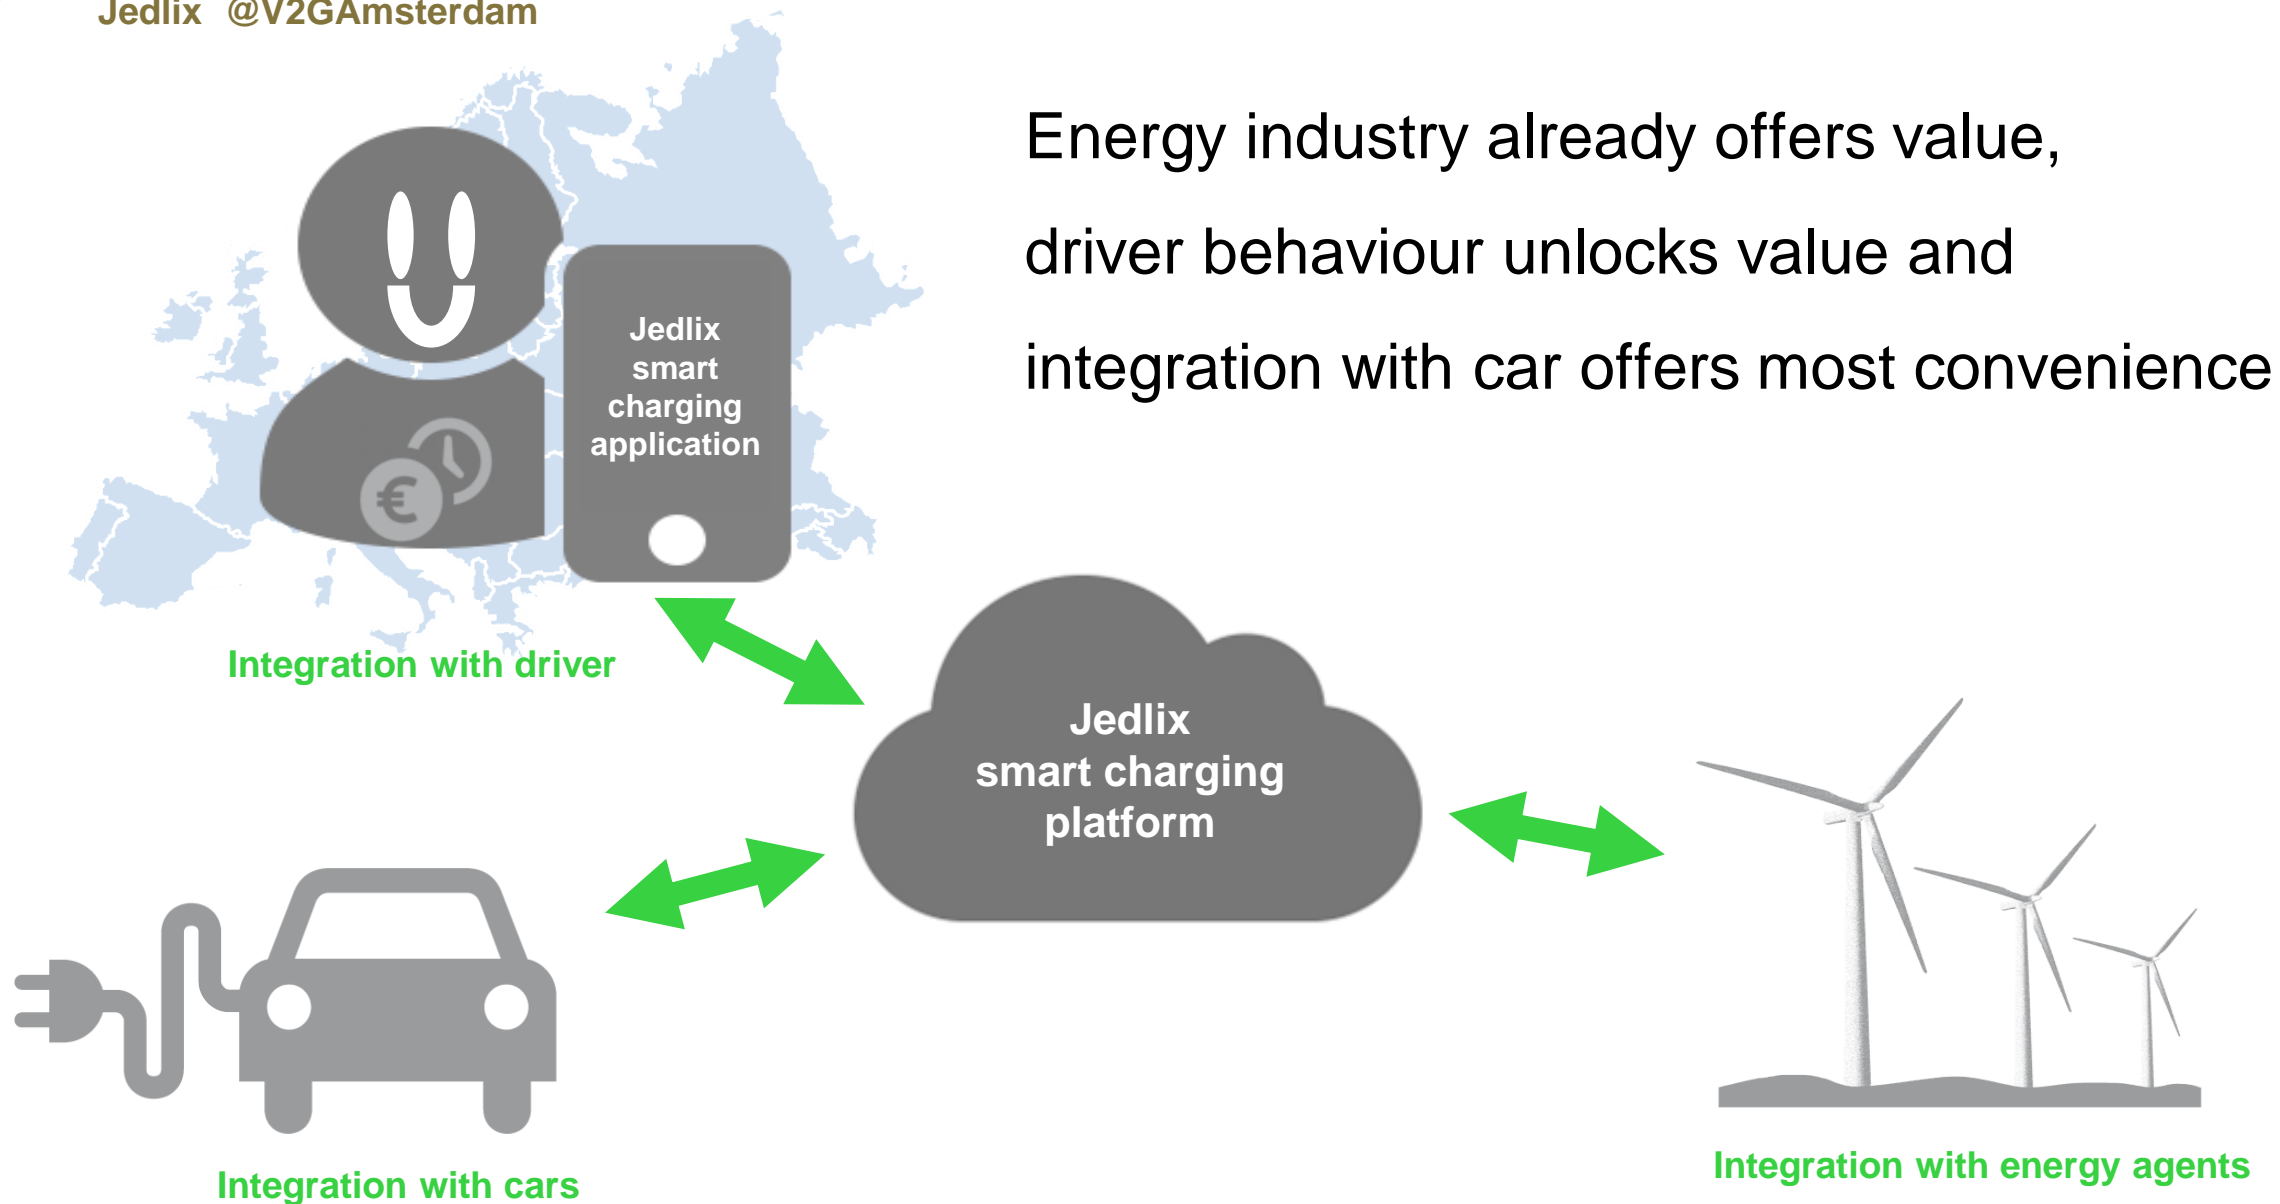 Jedlix @V2GAmsterdam
Energy industry already offers value,
driver behaviour unlocks value and
integration with car offers most convenience
Jedlix
smart
charging
application
€
Integration with driver
Jedlix
smart charging
platform
Integration with cars
Integration with energy agents